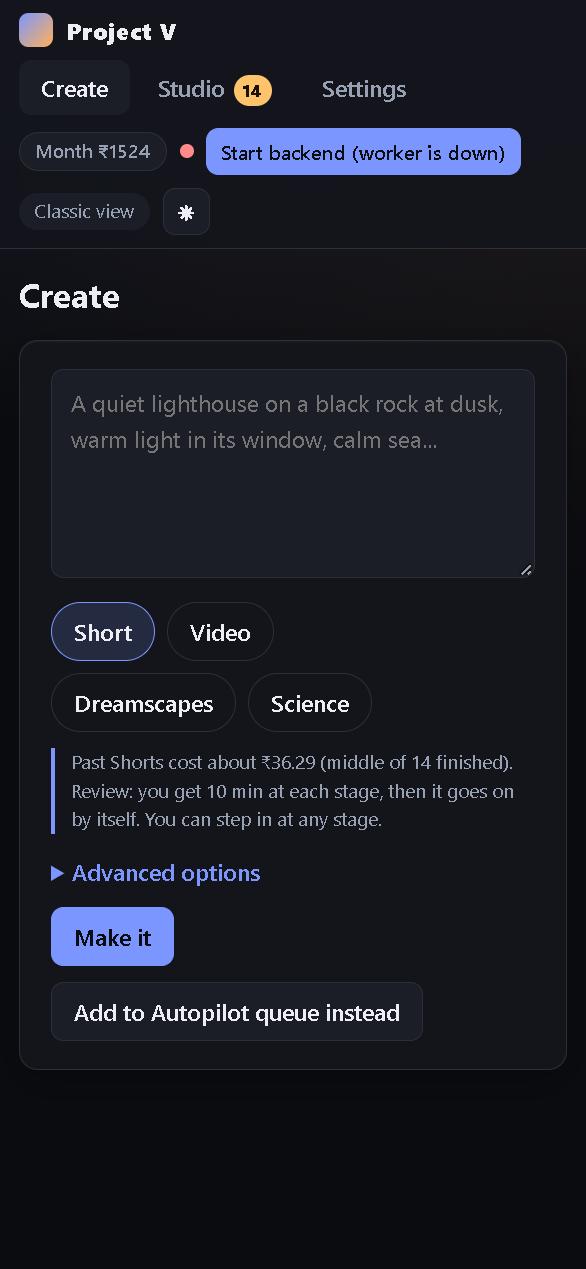 Project V
Create
Studio 14
Settings
Month ₹1524
Start backend (worker is down)
Classic view
Create
A quiet lighthouse on a black rock at dusk,
warm light in its window, calm sea...
Short
Video
Dreamscapes
Science
Past Shorts cost about ₹36.29 (middle of 14 finished).
Review: you get 10 min at each stage, then it goes on
by itself. You can step in at any stage.
Advanced options
Make it
Add to Autopilot queue instead